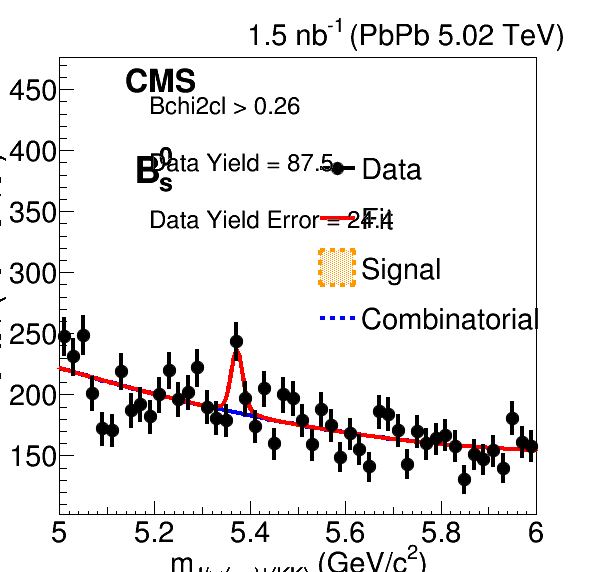 1.5 nb⁻¹ (PbPb 5.02 TeV)
CMS
Bchi2cl > 0.26
B⁰ₛ
Data Yield = 87.5
Data Yield Error = 24.4
Data
Fit
Signal
Combinatorial
450
400
350
300
250
200
150
5 5.2 5.4 5.6 5.8 6
m (GeV/c²)